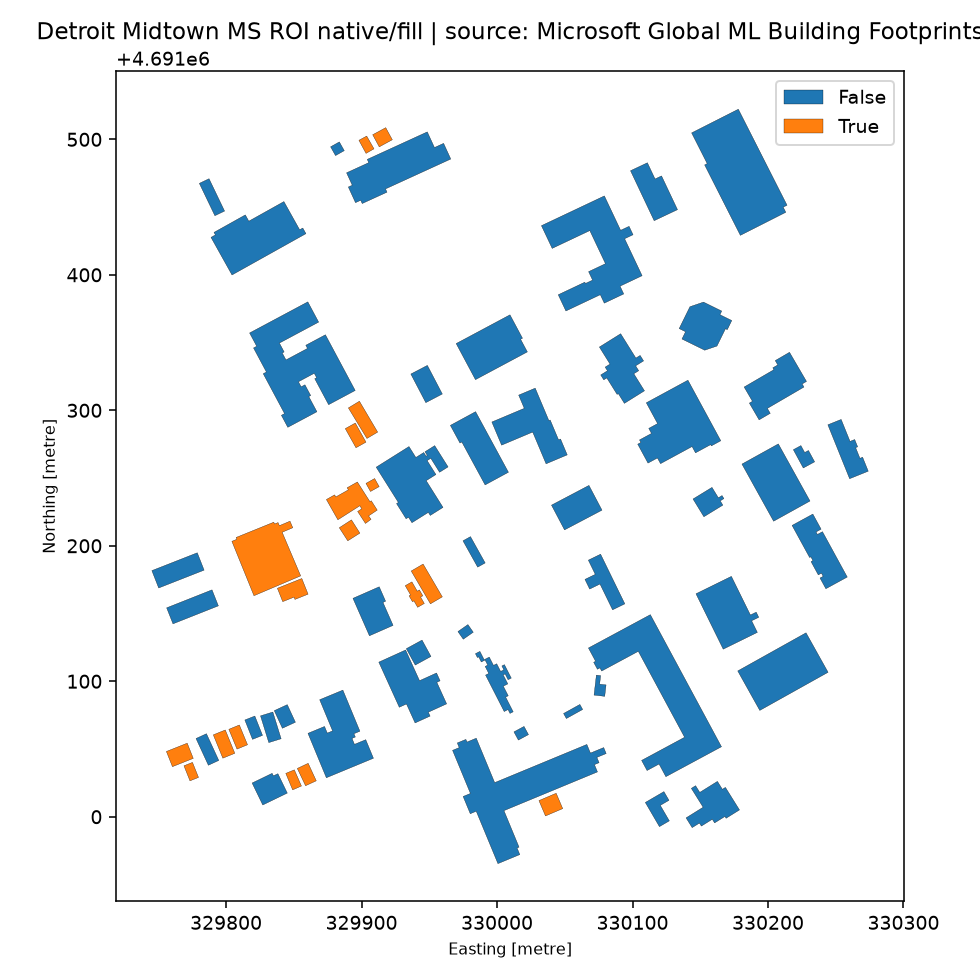 Detroit Midtown MS ROI native/fill | source: Microsoft Global ML Building Footprints
+4.691e6
False
True
500
400
300
200
100
0
Northing [metre]
329800
329900
330000
330100
330200
330300
Easting [metre]